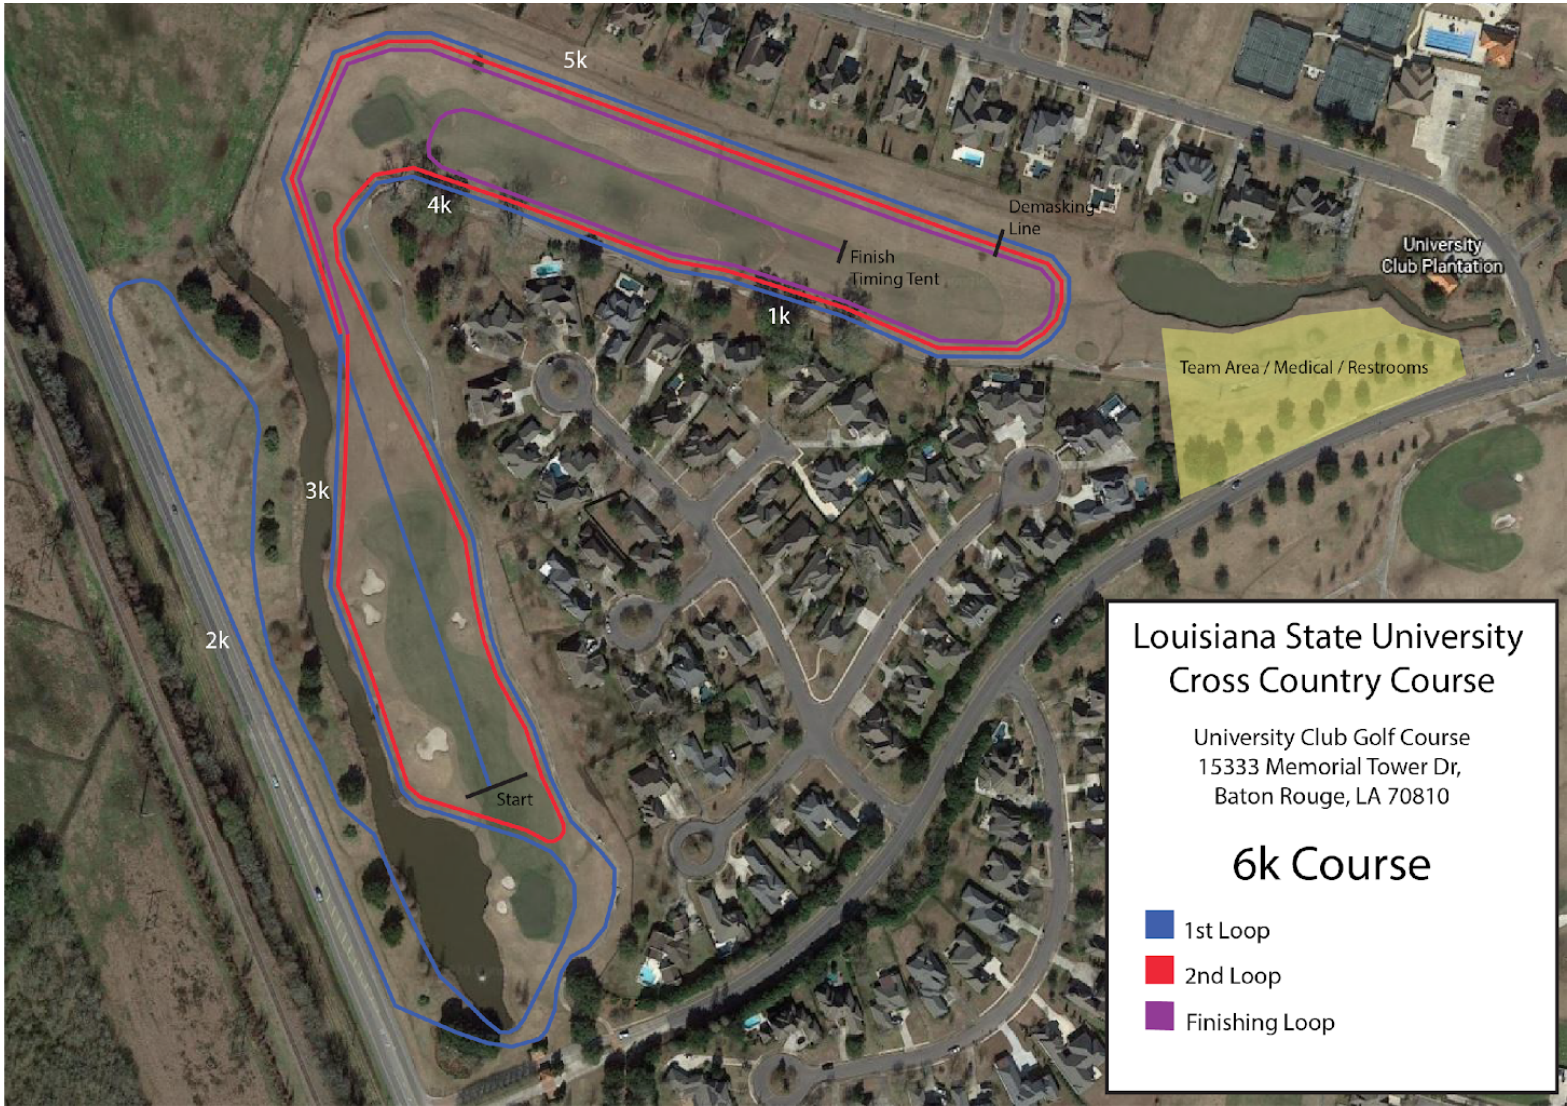 5k
Demasking
Line
4k
Finish
Timing Tent
1k
University
Club Plantation
Team Area / Medical / Restrooms
3k
2k
Start
Louisiana State University
Cross Country Course
University Club Golf Course
15333 Memorial Tower Dr,
Baton Rouge, LA 70810
6k Course
1st Loop
2nd Loop
Finishing Loop